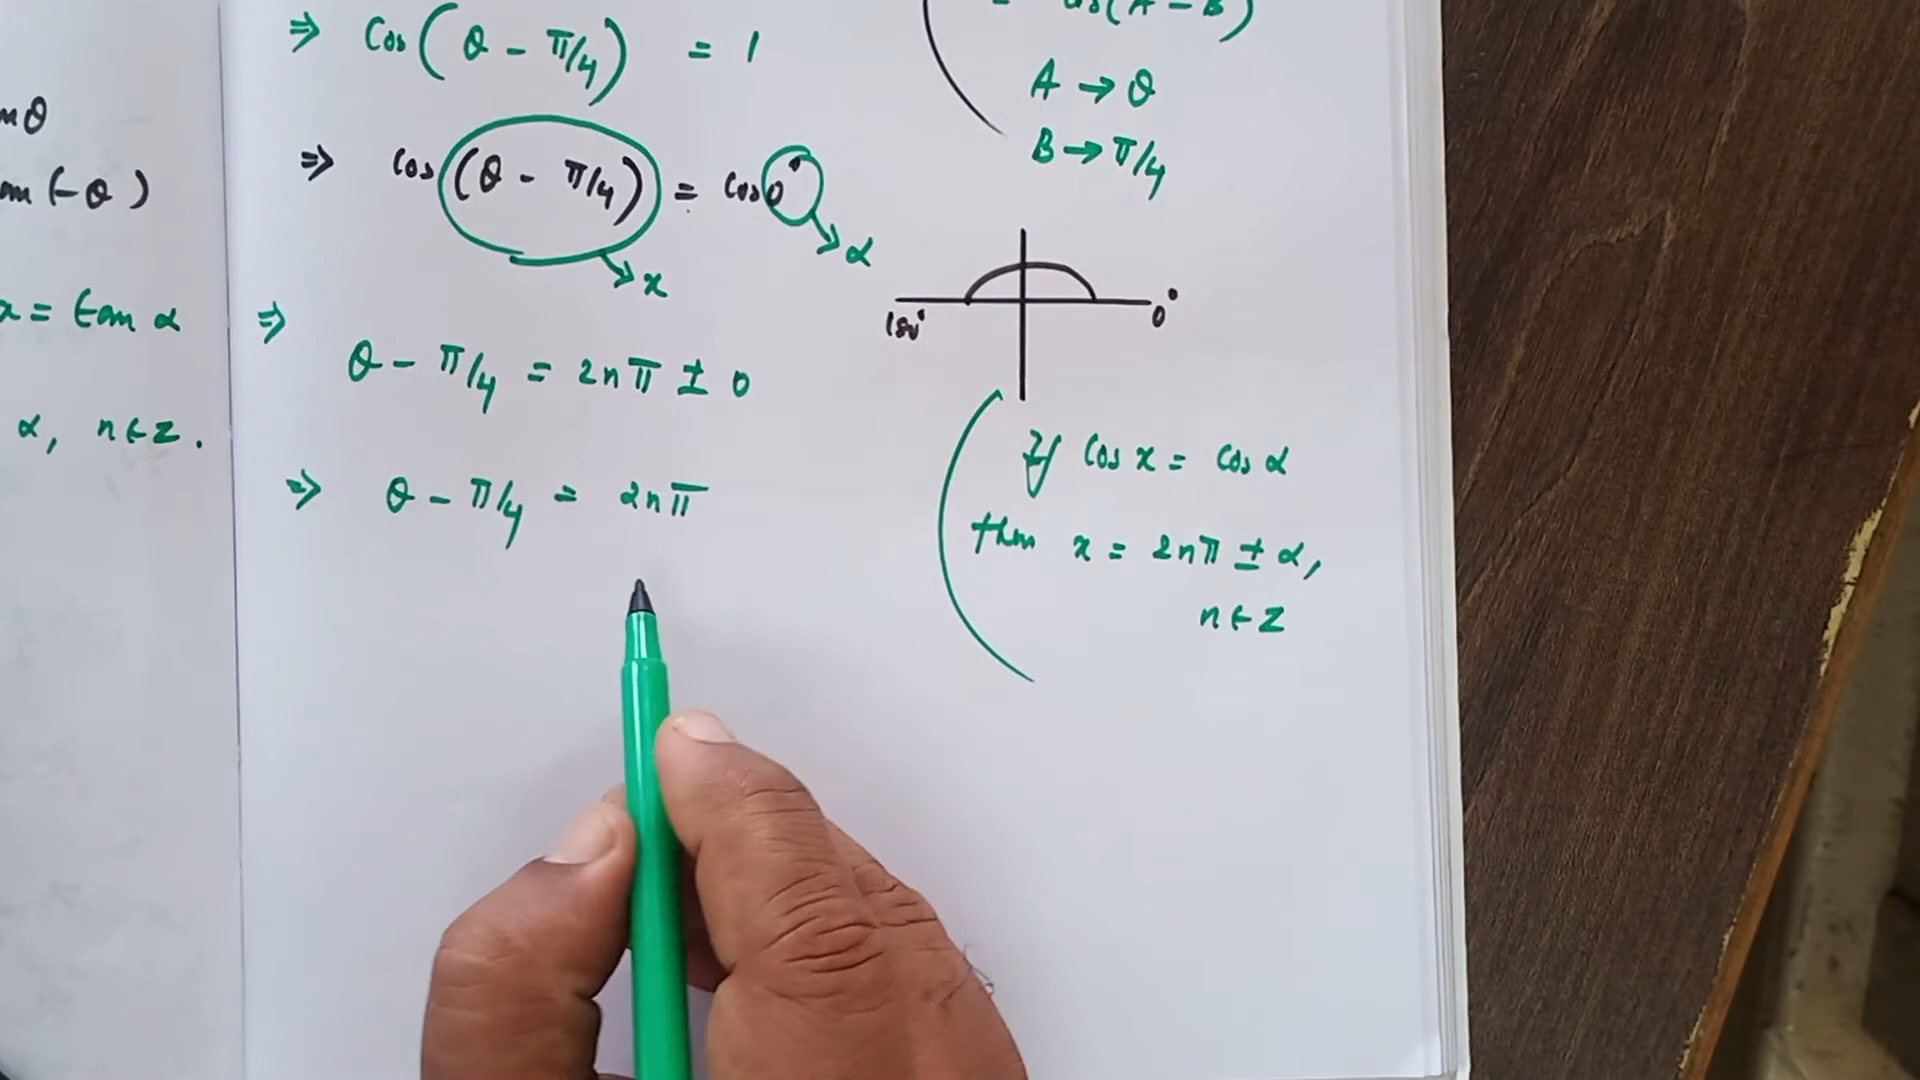 ⇒ Cos(θ - π/4) = 1
⇒ cos(θ - π/4) = cos 0°
x
α
⇒
θ - π/4 = 2nπ ± 0
⇒ θ - π/4 = 2nπ
= cos(A - B)
A → θ
B → π/4
180°
0°
If cos x = cos α
then x = 2nπ ± α,
n ∈ Z
θ
(-θ)
= tan α
α, n ∈ Z.